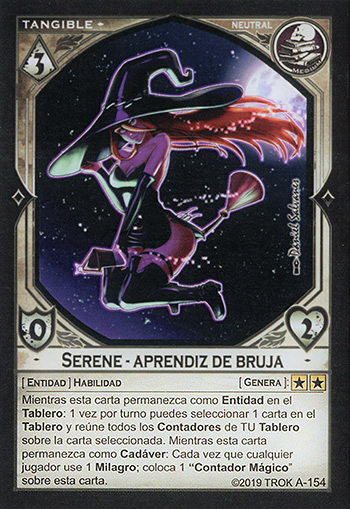 TANGIBLE
NEUTRAL
3
MEDIUM
Daniel Salvanes
0
2
SERENE - APRENDIZ DE BRUJA
[ ENTIDAD ] HABILIDAD
[ GENERA ]:
Mientras esta carta permanezca como Entidad en el
Tablero: 1 vez por turno puedes seleccionar 1 carta en el
Tablero y reúne todos los Contadores de TU Tablero
sobre la carta seleccionada. Mientras esta carta
permanezca como Cadáver: Cada vez que cualquier
jugador use 1 Milagro; coloca 1 “Contador Mágico”
sobre esta carta.
©2019 TROK A-154